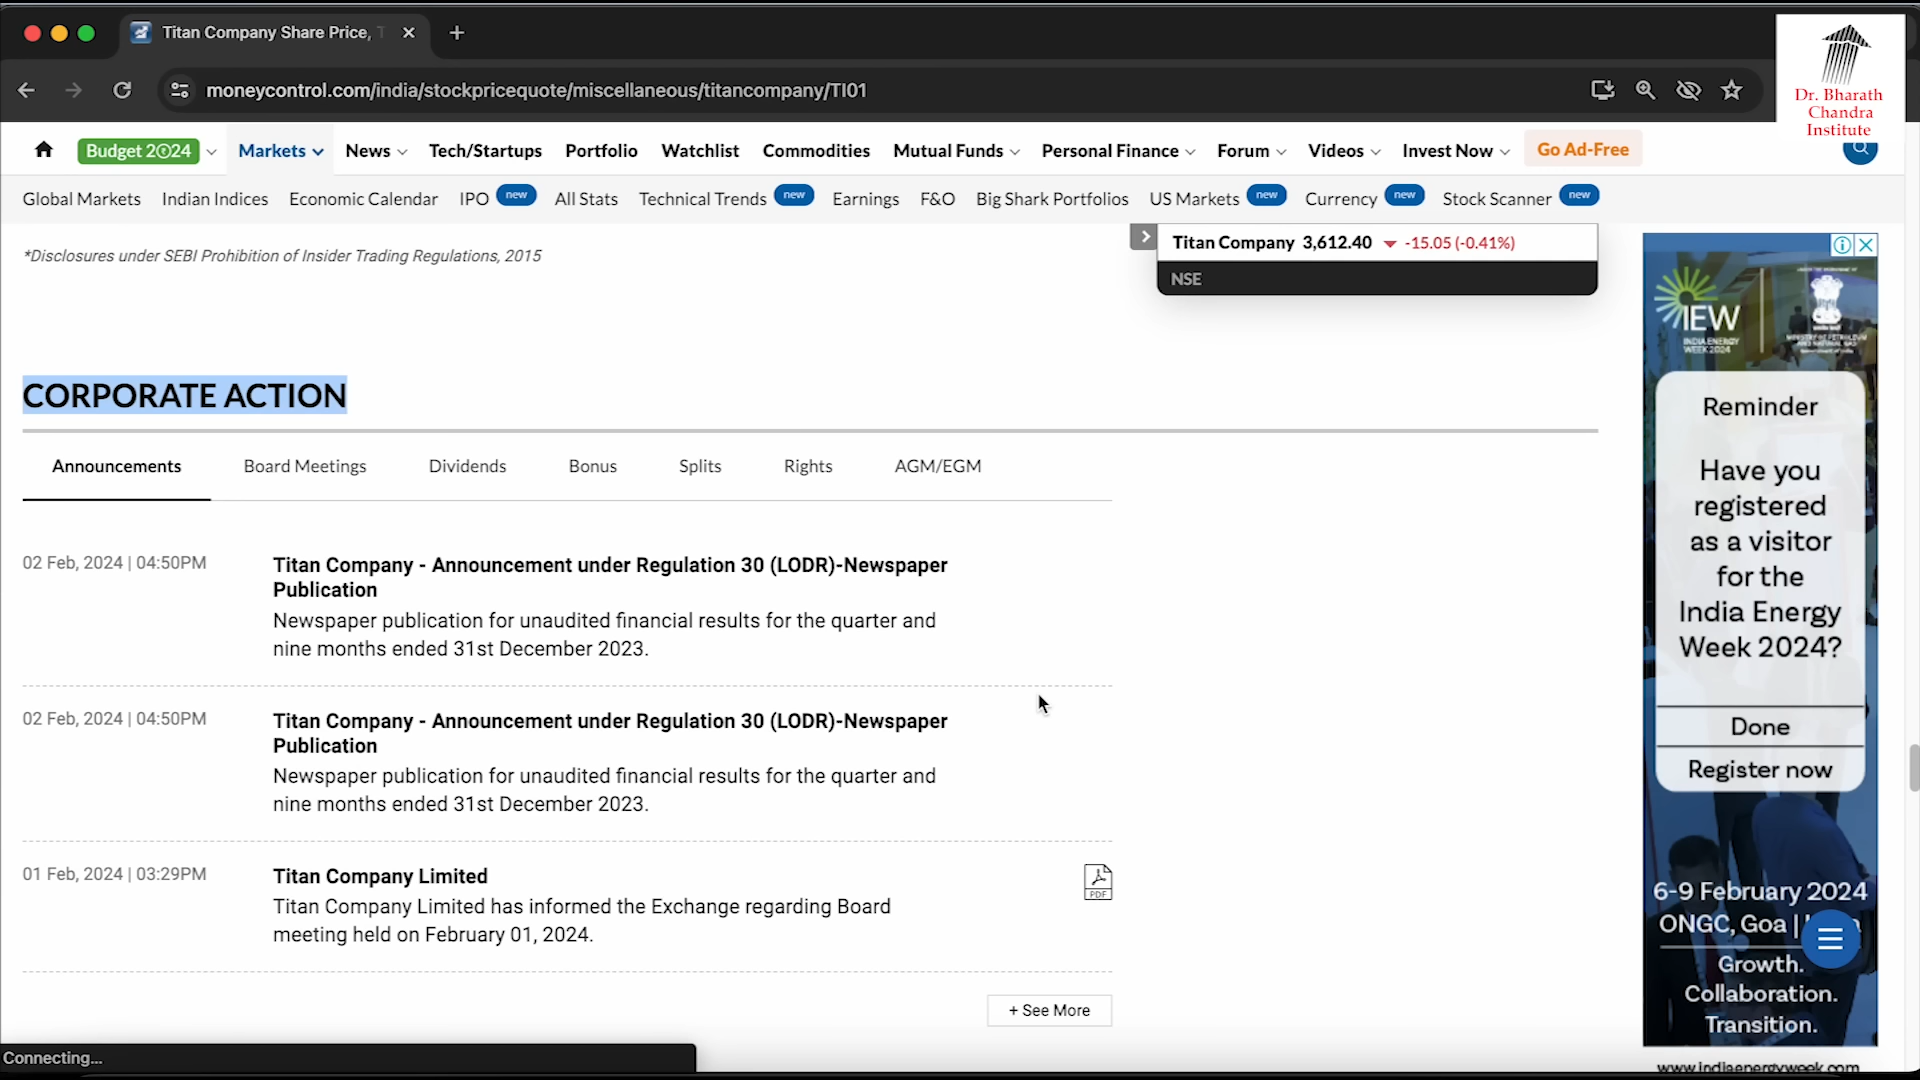 Titan Company Share Price, T
Dr. Bharath
Chandra
Institute
moneycontrol.com/india/stockpricequote/miscellaneous/titancompany/TI01
Budget 2024 Markets News Tech/Startups Portfolio Watchlist Commodities Mutual Funds Personal Finance Forum Videos Invest Now Go Ad-Free
Global Markets Indian Indices Economic Calendar IPO new All Stats Technical Trends new Earnings F&O Big Shark Portfolios US Markets new Currency new Stock Scanner new
*Disclosures under SEBI Prohibition of Insider Trading Regulations, 2015
Titan Company 3,612.40 -15.05 (-0.41%)
NSE
CORPORATE ACTION
Announcements Board Meetings Dividends Bonus Splits Rights AGM/EGM
02 Feb, 2024 | 04:50PM
Titan Company - Announcement under Regulation 30 (LODR)-Newspaper
Publication
Newspaper publication for unaudited financial results for the quarter and
nine months ended 31st December 2023.
02 Feb, 2024 | 04:50PM
Titan Company - Announcement under Regulation 30 (LODR)-Newspaper
Publication
Newspaper publication for unaudited financial results for the quarter and
nine months ended 31st December 2023.
01 Feb, 2024 | 03:29PM
Titan Company Limited
Titan Company Limited has informed the Exchange regarding Board
meeting held on February 01, 2024.
PDF
+ See More
IEW
INDIA ENERGY
WEEK 2024
Reminder
Have you
registered
as a visitor
for the
India Energy
Week 2024?
Done
Register now
6-9 February 2024
ONGC, Goa |
Growth.
Collaboration.
Transition.
www.indiaenergyweek.com
Connecting...